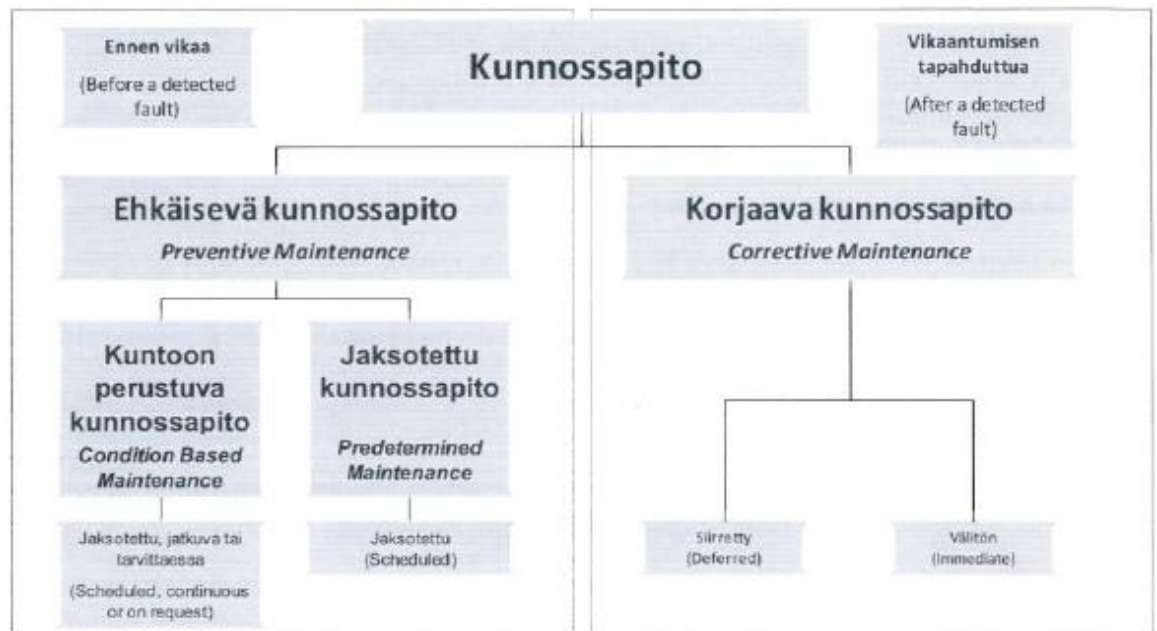 Ennen vikaa
(Before a detected
fault)
Kunnossapito
Vikaantumisen
tapahduttua
(After a detected
fault)
Ehkäisevä kunnossapito
Preventive Maintenance
Korjaava kunnossapito
Corrective Maintenance
Kuntoon
perustuva
kunnossapito
Condition Based
Maintenance
Jaksotettu
kunnossapito
Predetermined
Maintenance
Jaksotettu, jatkuva tai
tarvittaessa
(Scheduled, continuous
or on request)
Jaksotettu
(Scheduled)
Siirretty
(Deferred)
Välitön
(Immediate)